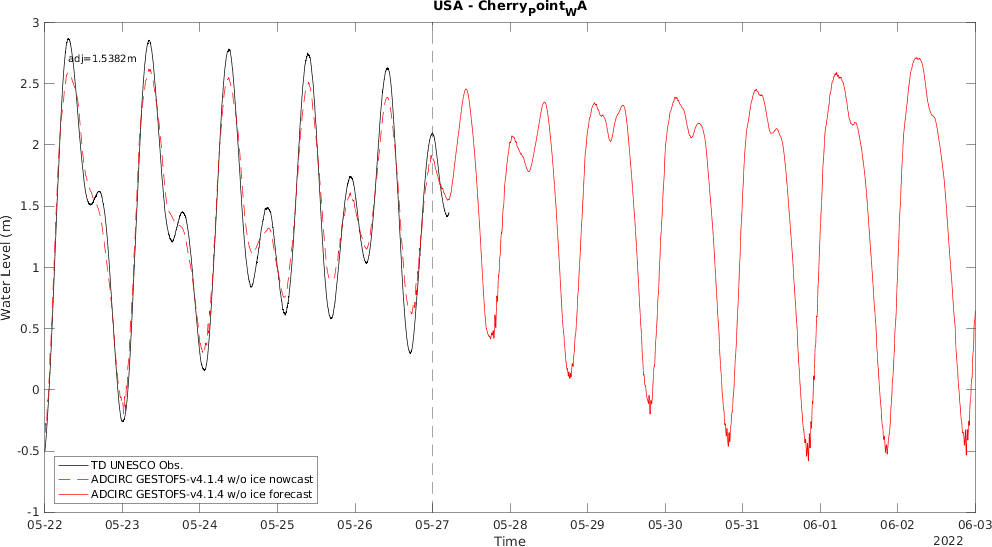 USA - CherryPointWA
adj=1.5382m
3
2.5
2
1.5
1
0.5
0
-0.5
-1
Water Level (m)
TD UNESCO Obs.
ADCIRC GESTOFS-v4.1.4 w/o ice nowcast
ADCIRC GESTOFS-v4.1.4 w/o ice forecast
05-22 05-23 05-24 05-25 05-26 05-27 05-28 05-29 05-30 05-31 06-01 06-02 06-03
Time
2022